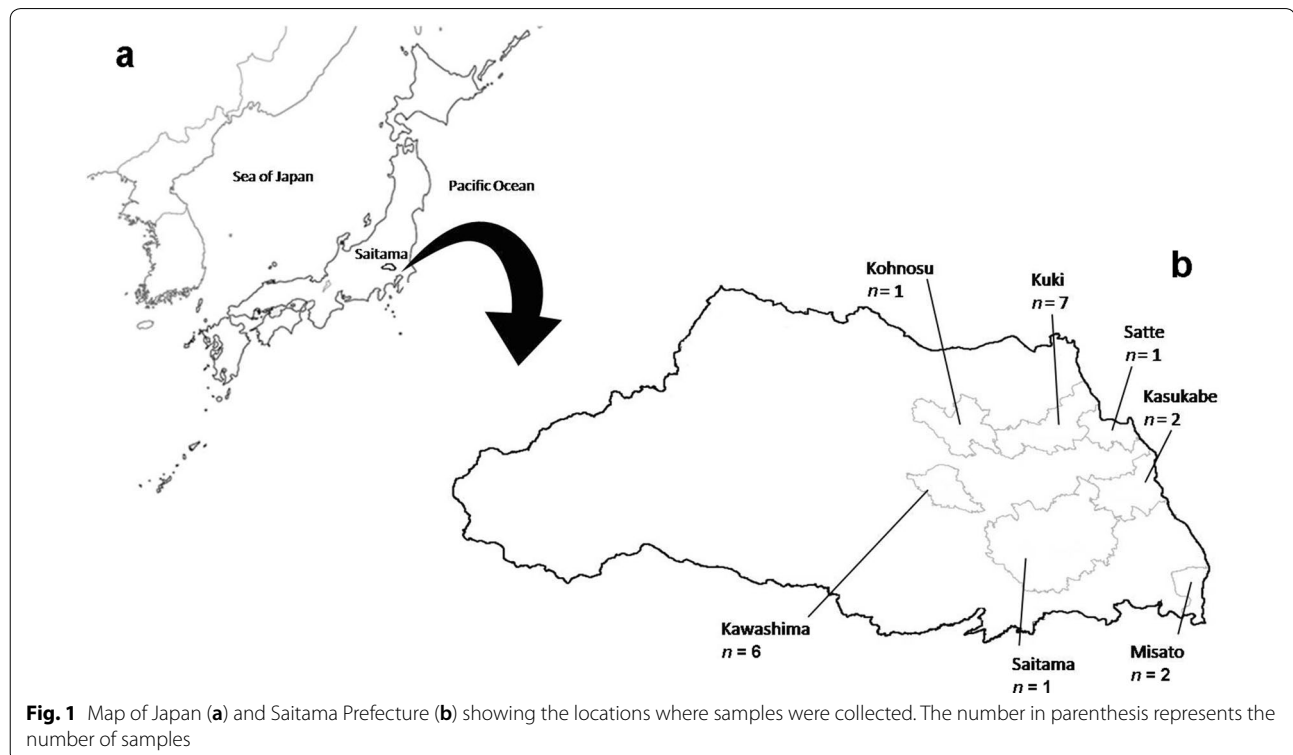 a
Sea of Japan
Pacific Ocean
Saitama
b
Kohnosu
n= 1
Kuki
n= 7
Satte
n= 1
Kasukabe
n= 2
Kawashima
n = 6
Saitama
n = 1
Misato
n = 2
Fig. 1 Map of Japan (a) and Saitama Prefecture (b) showing the locations where samples were collected. The number in parenthesis represents the
number of samples